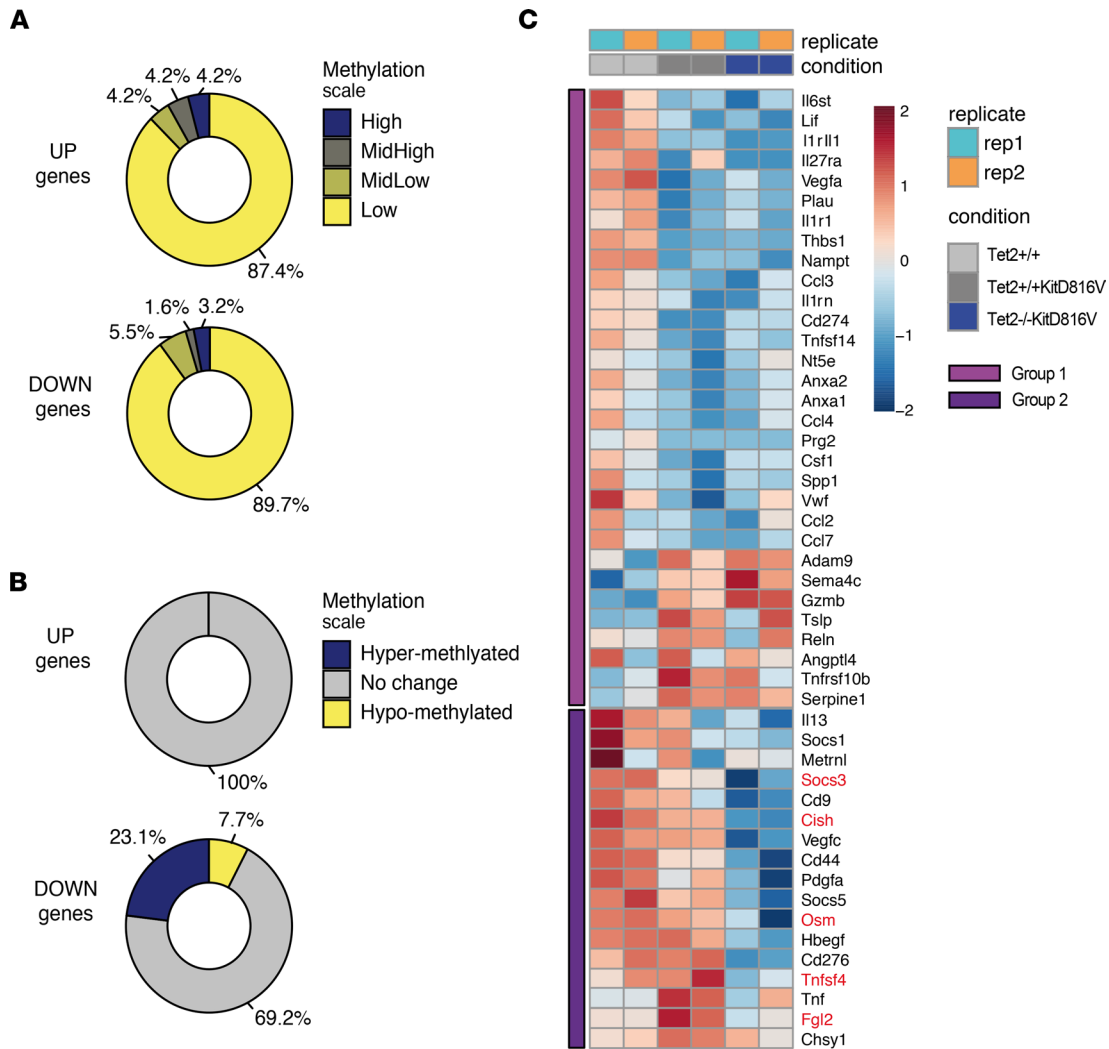 A
4.2%
4.2%
4.2%
UP
genes
87.4%
Methylation
scale
High
MidHigh
MidLow
Low
1.6%
3.2%
5.5%
DOWN
genes
89.7%
B
UP
genes
100%
Methylation
scale
Hyper-methlyated
No change
Hypo-methylated
23.1%
7.7%
DOWN
genes
69.2%
C
replicate
condition
Il6st
Lif
l1rll1
Il27ra
Vegfa
Plau
Il1r1
Thbs1
Nampt
Ccl3
Il1rn
Cd274
Tnfsf14
Nt5e
Anxa2
Anxa1
Ccl4
Prg2
Csf1
Spp1
Vwf
Ccl2
Ccl7
Adam9
Sema4c
Gzmb
Tslp
Reln
Angptl4
Tnfrsf10b
Serpine1
Il13
Socs1
Metrnl
Socs3
Cd9
Cish
Vegfc
Cd44
Pdgfa
Socs5
Osm
Hbegf
Cd276
Tnfsf4
Tnf
Fgl2
Chsy1
2
1
0
−1
−2
replicate
rep1
rep2
condition
Tet2+/+
Tet2+/+KitD816V
Tet2-/-KitD816V
Group 1
Group 2